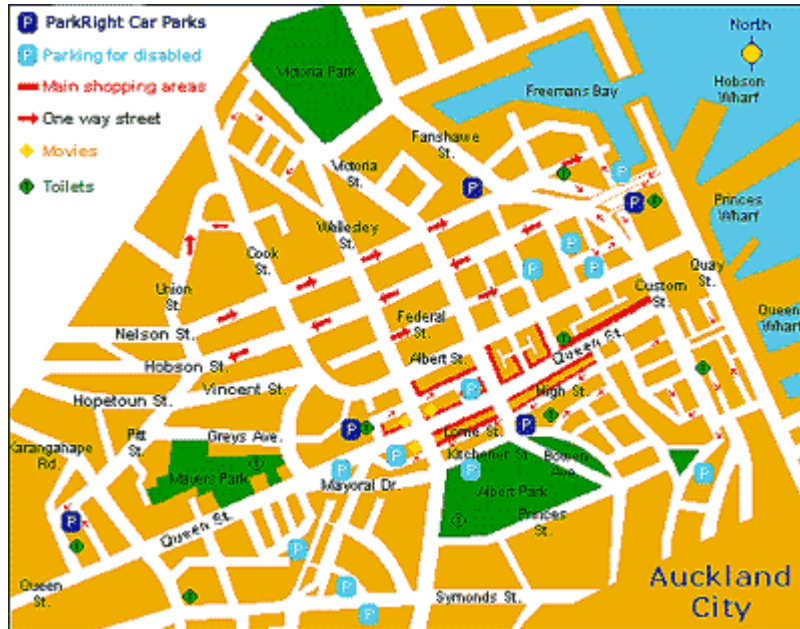 P ParkRight Car Parks
P Parking for disabled
Main shopping areas
One way street
Movies
Toilets
North
Hobson
Wharf
Victoria Park
Freemans Bay
Fanshawe
St.
Victoria
St.
Princes
Wharf
Wellesley
St.
Cook
St.
Union
St.
Quay
St.
Custom
St.
Queens
Wharf
Nelson St.
Federal
St.
Queen St.
Hobson St.
Albert St.
Vincent St.
High St.
Hopetoun St.
Pitt
St.
Greys Ave.
Lorne St.
Karangahape
Rd.
Kitchener St.
Bowen
Ave.
Myers Park
Mayoral Dr.
Albert Park
Princes
St.
Queen St.
Queen
St.
Symonds St.
Auckland
City